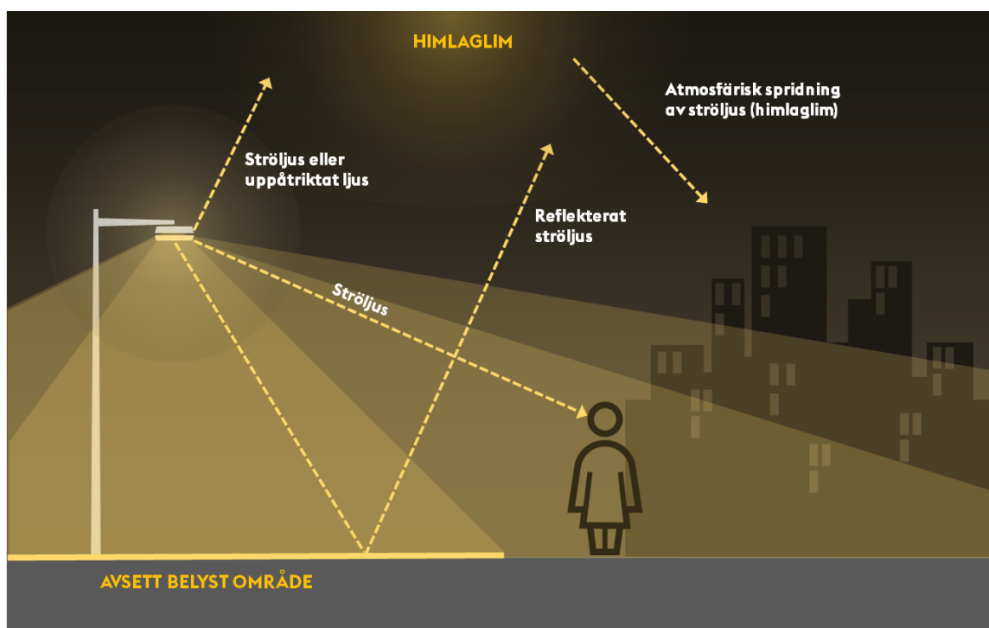 HIMLAGLIM
Atmosfärisk spridning
av ströljus (himlaglim)
Ströljus eller
uppåtriktat ljus
Reflekterat
ströljus
Ströljus
AVSETT BELYST OMRÅDE